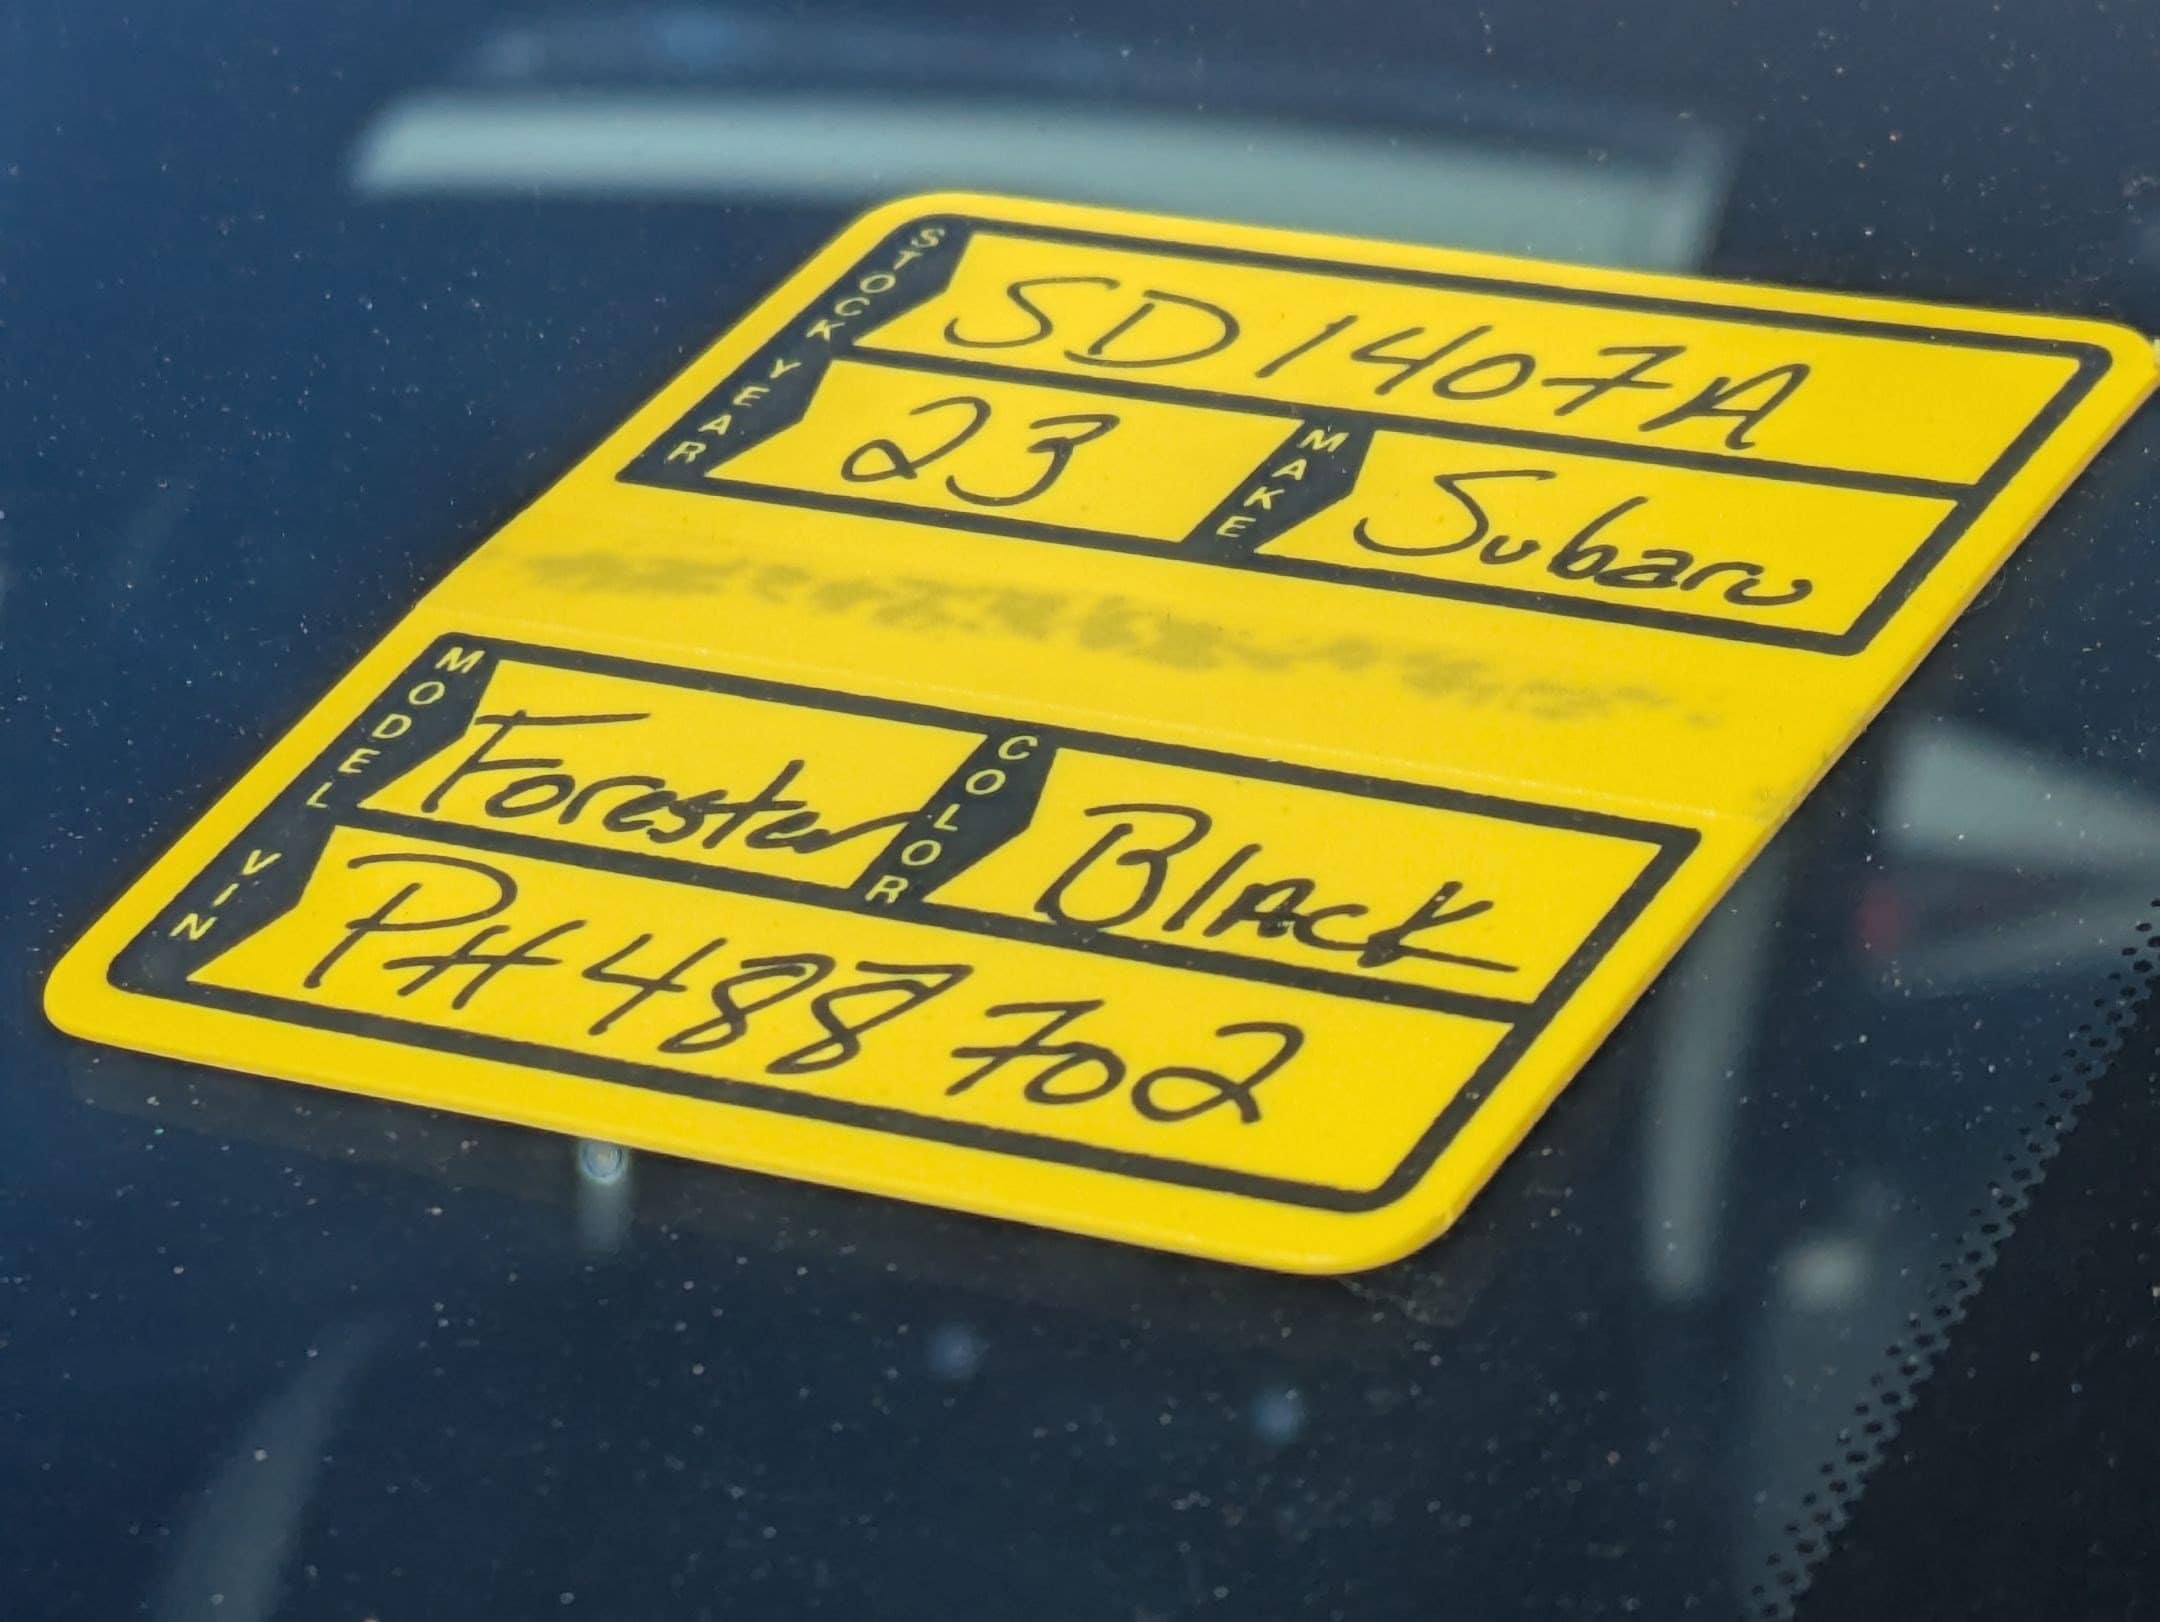 STOCK SD1407A
YEAR 23 MAKE Subaru
MODEL Forester COLOR BlAck
VIN PH488702